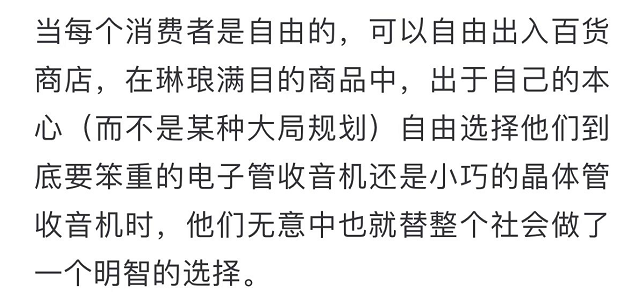 当每个消费者是自由的，可以自由出入百货
商店，在琳琅满目的商品中，出于自己的本
心（而不是某种大局规划）自由选择他们到
底要笨重的电子管收音机还是小巧的晶体管
收音机时，他们无意中也就替整个社会做了
一个明智的选择。